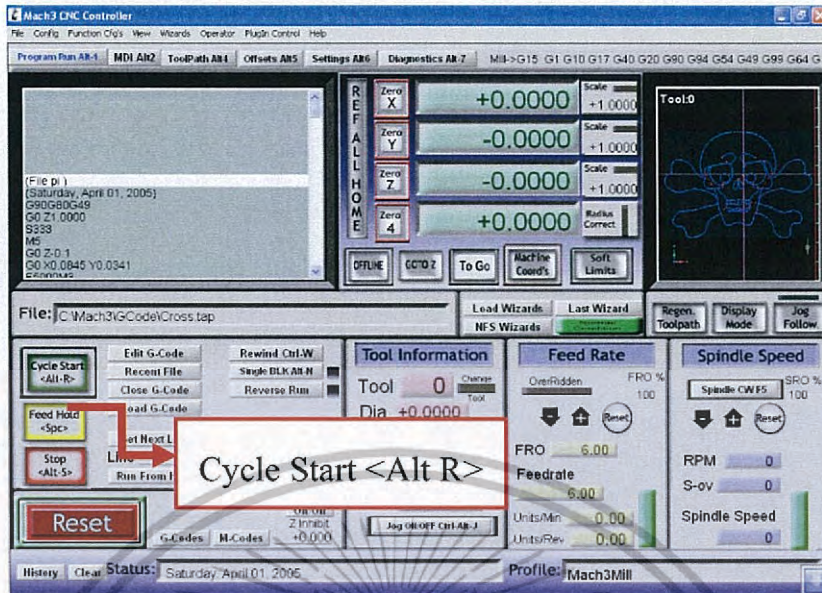 Mach3 CNC Controller
File Config Function Cfg's View Wizards Operator PlugIn Control Help
Program Run Alt-1 MDI Alt2 ToolPath Alt4 Offsets Alt5 Settings Alt6 Diagnostics Alt-7 Mill->G15 G1 G10 G17 G40 G20 G90 G94 G54 G49 G99 G64 G
(File pi )
(Saturday, April 01, 2005)
G90G80G49
G0 Z1.0000
S333
M5
G0 Z-0.1
G0 X0.0845 Y0.0341
S5000M3
REF ALL HOME
Zero X +0.0000 Scale +1.0000
Zero Y -0.0000 Scale +1.0000
Zero Z -0.0000 Scale +1.0000
Zero 4 +0.0000 Radius Correct
OFFLINE GOTO Z To Go Machine Coord's Soft Limits
Tool:0
File: C:\Mach3\GCode\Cross.tap
Load Wizards Last Wizard
NFS Wizards
Regen. Toolpath Display Mode Jog Follow
Cycle Start <Alt-R>
Feed Hold <Spc>
Stop <Alt-S>
Edit G-Code Rewind Ctrl-W
Recent File Single BLK Alt-N
Close G-Code Reverse Run
Load G-Code
Line
Run From
Cycle Start <Alt R>
Reset
G-Codes M-Codes
Z Inhibit
+0.000
Tool Information
Tool 0 Change Tool
Dia +0.0000
Jog ON/OFF Ctrl-Alt-J
Feed Rate
OverRidden FRO % 100
Reset
FRO 6.00
Feedrate
6.00
Units/Min 0.00
Units/Rev 0.00
Spindle Speed
Spindle CW F5 SRO % 100
Reset
RPM 0
S-ov 0
Spindle Speed
0
History Clear Status: Saturday, April 01, 2005 Profile: Mach3Mill